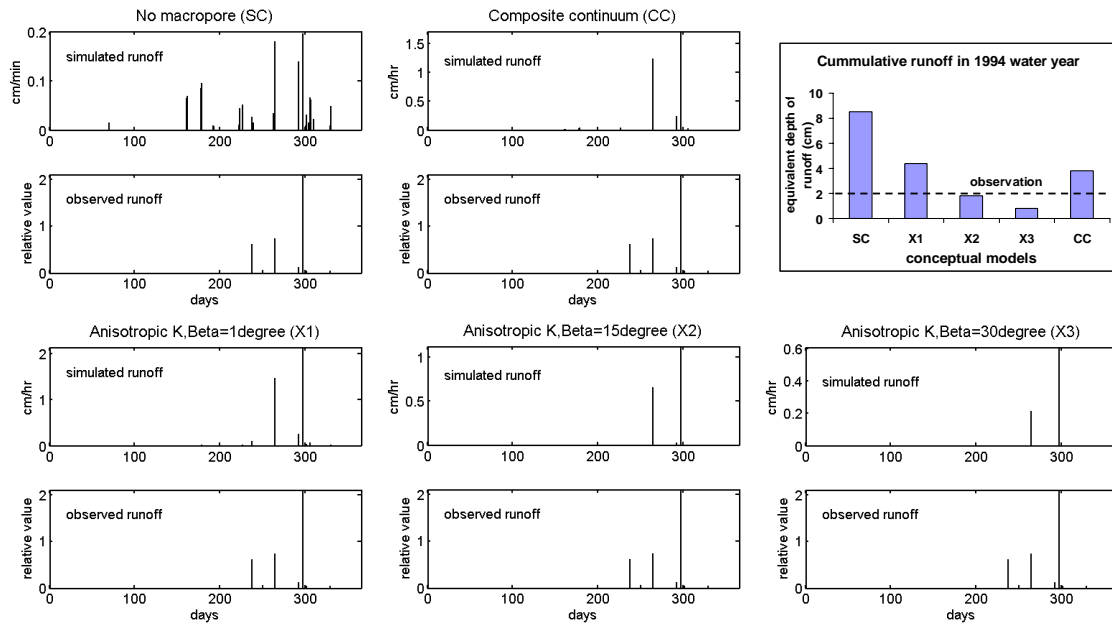 No macropore (SC)
0.2
0.1
0
cm/min
simulated runoff
0 100 200 300
2
1
0
relative value
observed runoff
0 100 200 300
days
Composite continuum (CC)
1.5
1
0.5
0
cm/hr
simulated runoff
0 100 200 300
2
1
0
relative value
observed runoff
0 100 200 300
days
Cummulative runoff in 1994 water year
equivalent depth of
runoff (cm)
10
8
6
4
2
0
observation
SC X1 X2 X3 CC
conceptual models
Anisotropic K,Beta=1degree (X1)
2
1
0
cm/hr
simulated runoff
0 100 200 300
2
1
0
relative value
observed runoff
0 100 200 300
days
Anisotropic K,Beta=15degree (X2)
1
0.5
0
cm/hr
simulated runoff
0 100 200 300
2
1
0
relative value
observed runoff
0 100 200 300
days
Anisotropic K,Beta=30degree (X3)
0.6
0.4
0.2
0
cm/hr
simulated runoff
0 100 200 300
2
1
0
relative value
observed runoff
0 100 200 300
days